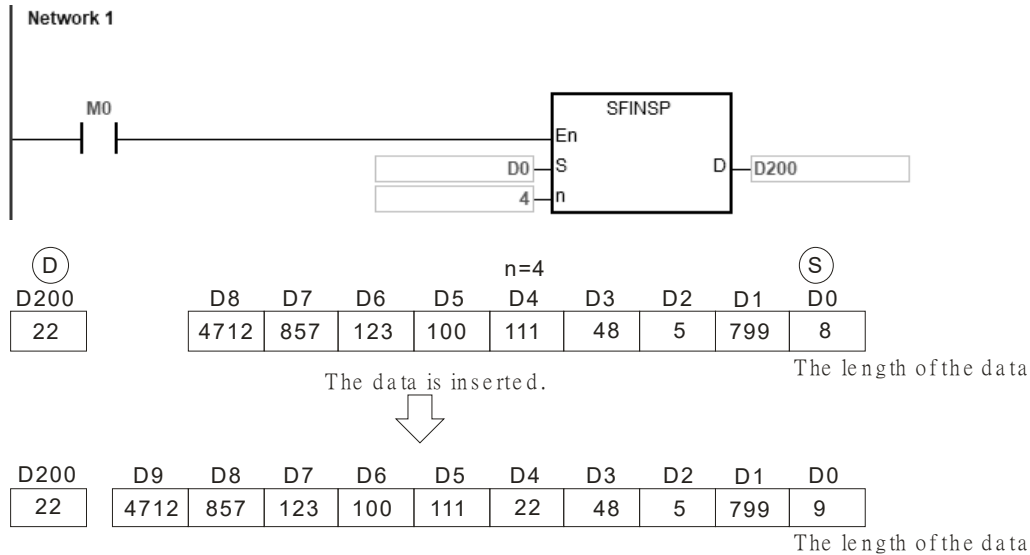 Network 1
M0
SFINSP
En
D0 S D D200
4 n
D n=4 S
D200 D8 D7 D6 D5 D4 D3 D2 D1 D0
22 4712 857 123 100 111 48 5 799 8
The length of the data
The data is inserted.
D200 D9 D8 D7 D6 D5 D4 D3 D2 D1 D0
22 4712 857 123 100 111 22 48 5 799 9
The length of the data